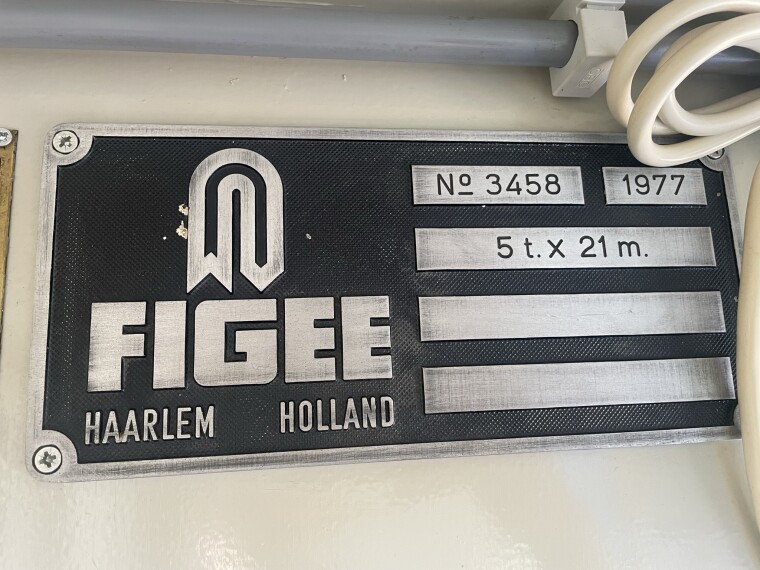 Nº 3458 1977
5 t. x 21 m.
FIGEE
HAARLEM HOLLAND